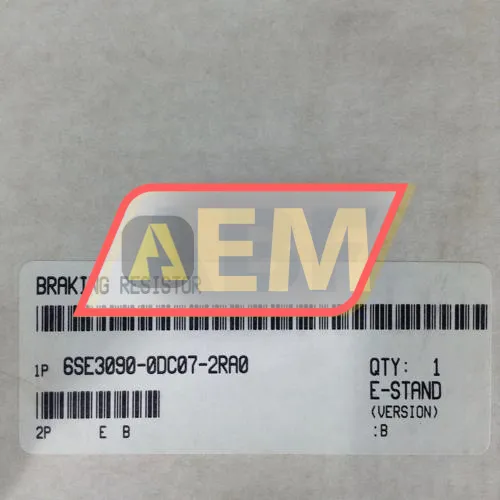 AEM
BRAKING RESISTOR
1P 6SE3090-0DC07-2RA0
QTY: 1
E-STAND
(VERSION)
2P E B :B